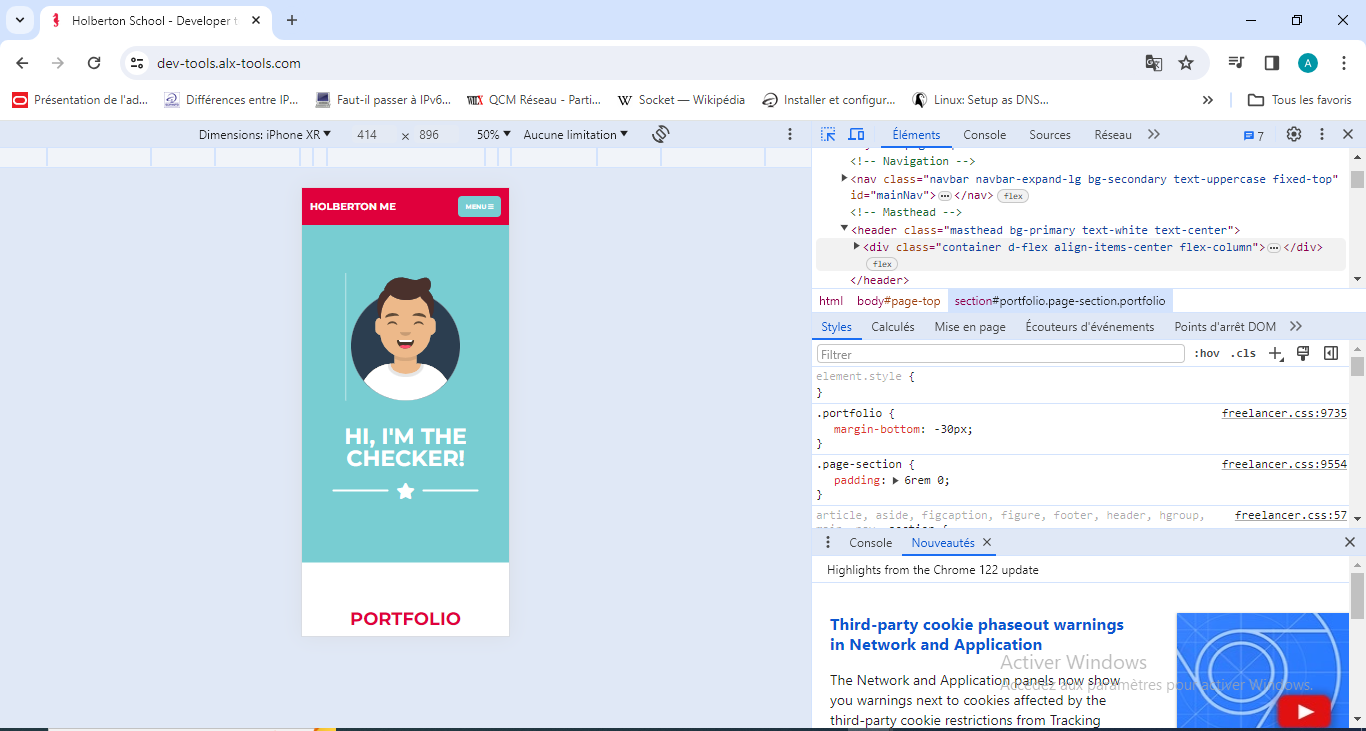 Holberton School - Developer t
dev-tools.alx-tools.com
A
Présentation de l'ad...
Différences entre IP...
Faut-il passer à IPv6...
QCM Réseau - Parti...
W Socket — Wikipédia
Installer et configur...
Linux: Setup as DNS...
Tous les favoris
Dimensions: iPhone XR 414 × 896 50% Aucune limitation
HOLBERTON ME
MENU
HI, I'M THE
CHECKER!
PORTFOLIO
Éléments Console Sources Réseau 7
<!-- Navigation -->
<nav class="navbar navbar-expand-lg bg-secondary text-uppercase fixed-top"
id="mainNav"> … </nav> flex
<!-- Masthead -->
<header class="masthead bg-primary text-white text-center">
<div class="container d-flex align-items-center flex-column"> … </div>
flex
</header>
html body#page-top section#portfolio.page-section.portfolio
Styles Calculés Mise en page Écouteurs d'événements Points d'arrêt DOM
Filtrer :hov .cls
element.style {
}
.portfolio { freelancer.css:9735
margin-bottom: -30px;
}
.page-section { freelancer.css:9554
padding: 6rem 0;
}
article, aside, figcaption, figure, footer, header, hgroup, freelancer.css:57
Console Nouveautés
Highlights from the Chrome 122 update
Third-party cookie phaseout warnings
in Network and Application
The Network and Application panels now show
you warnings next to cookies affected by the
third-party cookie restrictions from Tracking
Activer Windows
Accédez aux paramètres pour activer Windows.